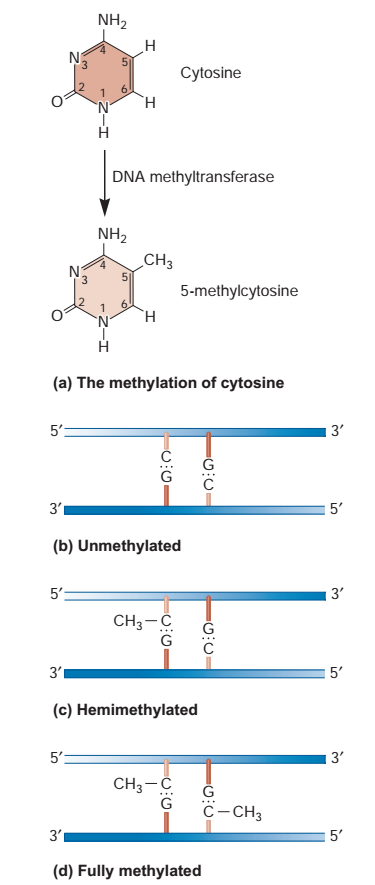 NH₂
4
H
N
3
5
Cytosine
2
1
6
O
N
H
H
DNA methyltransferase
NH₂
4
CH₃
N
3
5
5-methylcytosine
2
1
6
O
N
H
H
(a) The methylation of cytosine
5′ 3′
C G
G C
3′ 5′
(b) Unmethylated
5′ 3′
CH₃–C G
G C
3′ 5′
(c) Hemimethylated
5′ 3′
CH₃–C G
G C–CH₃
3′ 5′
(d) Fully methylated